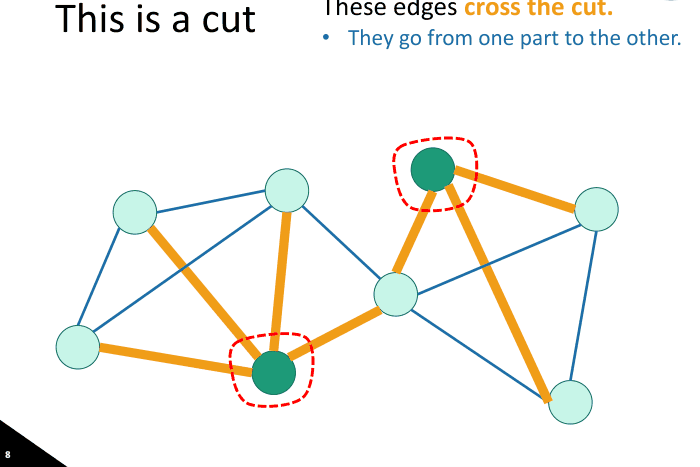 This is a cut
These edges cross the cut.
• They go from one part to the other.
8